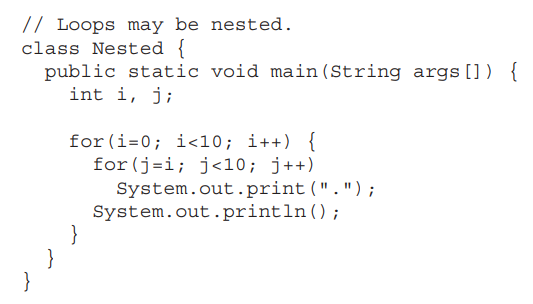 // Loops may be nested.
class Nested {
  public static void main(String args[]) {
    int i, j;

    for(i=0; i<10; i++) {
      for(j=i; j<10; j++)
        System.out.print(".");
      System.out.println();
    }
  }
}